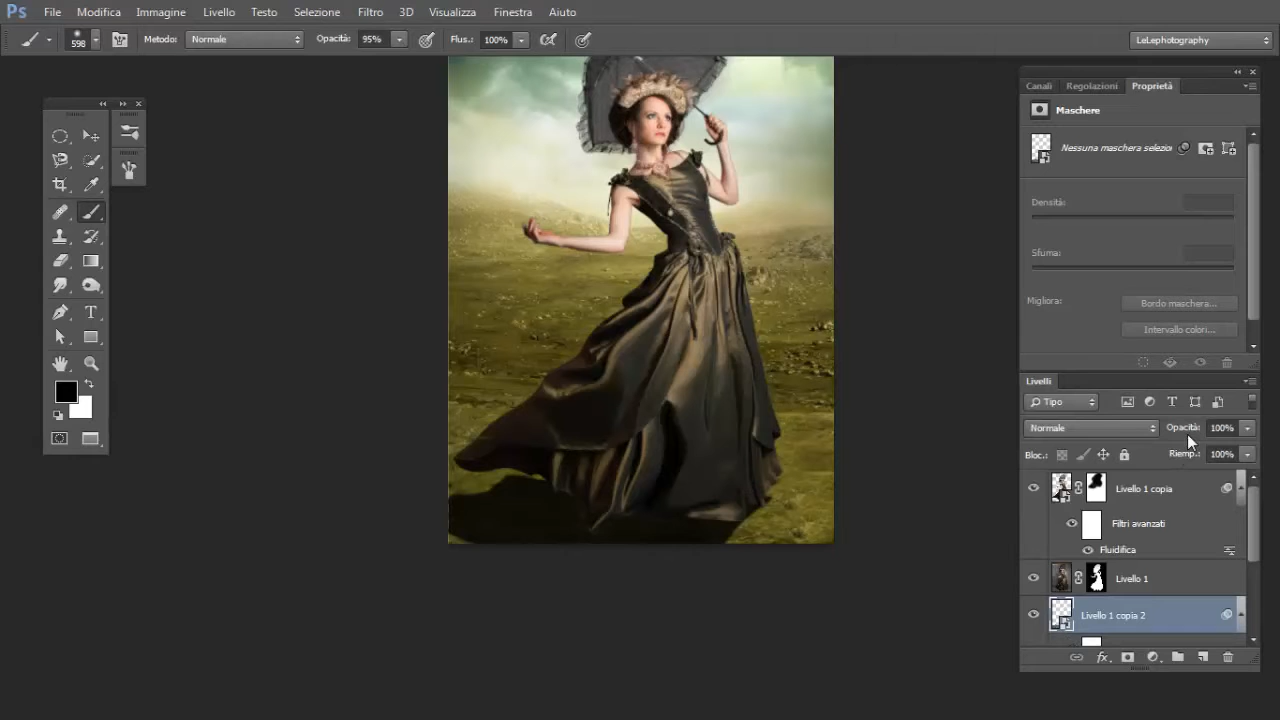 Ps File Modifica Immagine Livello Testo Selezione Filtro 3D Visualizza Finestra Aiuto
598 Metodo: Normale Opacità: 95% Flus.: 100% LeLephotography
Canali Regolazioni Proprietà
Maschere
Nessuna maschera selezio
Densità:
Sfuma:
Migliora: Bordo maschera...
Intervallo colori...
Livelli
Tipo
Normale Opacità: 100%
Bloc.: Riemp.: 100%
Livello 1 copia
Filtri avanzati
Fluidifica
Livello 1
Livello 1 copia 2
fx